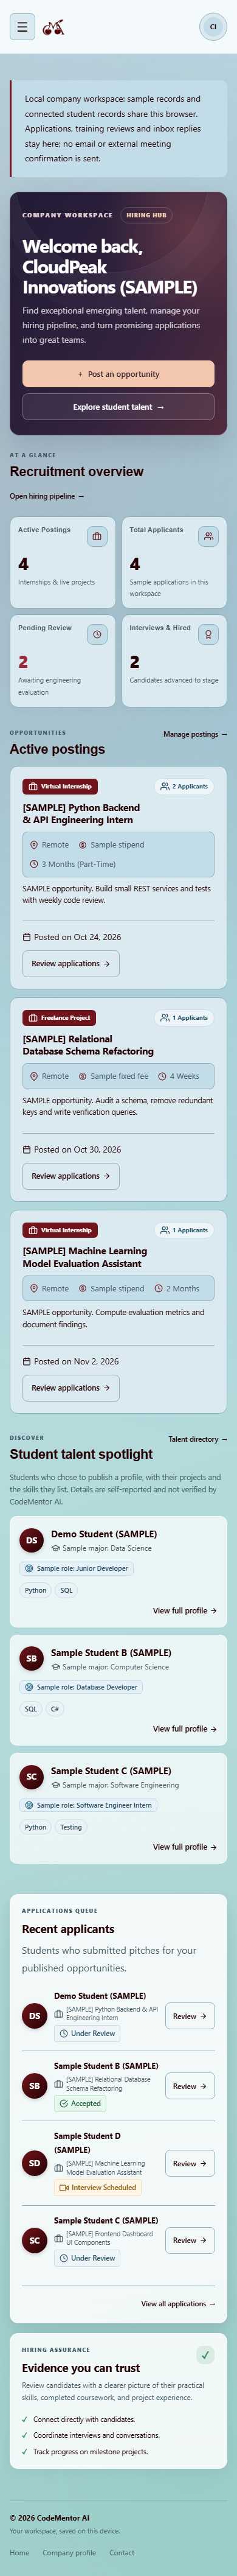 CI
Local company workspace: sample records and
connected student records share this browser.
Applications, training reviews and inbox replies
stay here; no email or external meeting
confirmation is sent.
COMPANY WORKSPACE
HIRING HUB
Welcome back,
CloudPeak
Innovations (SAMPLE)
Find exceptional emerging talent, manage your
hiring pipeline, and turn promising applications
into great teams.
+ Post an opportunity
Explore student talent →
AT A GLANCE
Recruitment overview
Open hiring pipeline →
Active Postings
4
Internships & live projects
Total Applicants
4
Sample applications in this
workspace
Pending Review
2
Awaiting engineering
evaluation
Interviews & Hired
2
Candidates advanced to stage
OPPORTUNITIES
Active postings
Manage postings →
Virtual Internship
2 Applicants
[SAMPLE] Python Backend
& API Engineering Intern
Remote
Sample stipend
3 Months (Part-Time)
SAMPLE opportunity. Build small REST services and tests
with weekly code review.
Posted on Oct 24, 2026
Review applications →
Freelance Project
1 Applicants
[SAMPLE] Relational
Database Schema Refactoring
Remote
Sample fixed fee
4 Weeks
SAMPLE opportunity. Audit a schema, remove redundant
keys and write verification queries.
Posted on Oct 30, 2026
Review applications →
Virtual Internship
1 Applicants
[SAMPLE] Machine Learning
Model Evaluation Assistant
Remote
Sample stipend
2 Months
SAMPLE opportunity. Compute evaluation metrics and
document findings.
Posted on Nov 2, 2026
Review applications →
DISCOVER
Student talent spotlight
Talent directory →
Students who chose to publish a profile, with their projects and
the skills they list. Details are self-reported and not verified by
CodeMentor AI.
DS
Demo Student (SAMPLE)
Sample major: Data Science
Sample role: Junior Developer
Python
SQL
View full profile →
SB
Sample Student B (SAMPLE)
Sample major: Computer Science
Sample role: Database Developer
SQL
C#
View full profile →
SC
Sample Student C (SAMPLE)
Sample major: Software Engineering
Sample role: Software Engineer Intern
Python
Testing
View full profile →
APPLICATIONS QUEUE
Recent applicants
Students who submitted pitches for your
published opportunities.
DS
Demo Student (SAMPLE)
[SAMPLE] Python Backend & API
Engineering Intern
Under Review
Review →
SB
Sample Student B (SAMPLE)
[SAMPLE] Relational Database
Schema Refactoring
Accepted
Review →
SD
Sample Student D
(SAMPLE)
[SAMPLE] Machine Learning
Model Evaluation Assistant
Interview Scheduled
Review →
SC
Sample Student C (SAMPLE)
[SAMPLE] Frontend Dashboard
UI Components
Under Review
Review →
View all applications →
HIRING ASSURANCE
Evidence you can trust
✓
Review candidates with a clearer picture of their practical
skills, completed coursework, and project experience.
✓ Connect directly with candidates.
✓ Coordinate interviews and conversations.
✓ Track progress on milestone projects.
© 2026 CodeMentor AI
Your workspace, saved on this device.
Home
Company profile
Contact